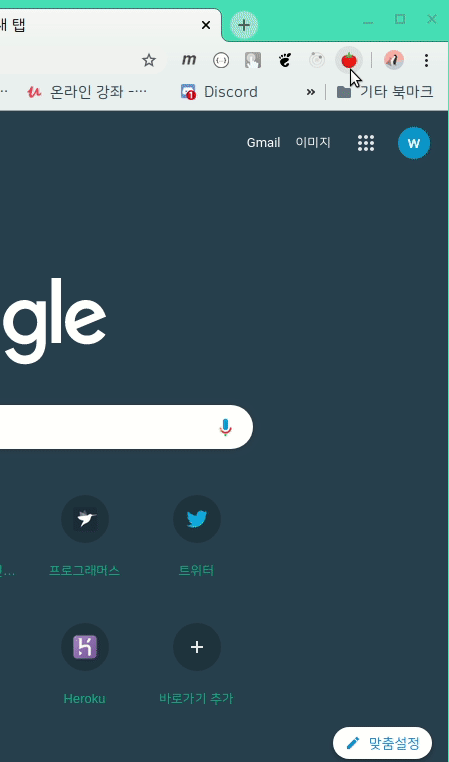 새 탭
m
온라인 강좌 -…
Discord
1
»
기타 북마크
Gmail
이미지
W
gle
프로그래머스
트위터
Heroku
바로가기 추가
맞춤설정